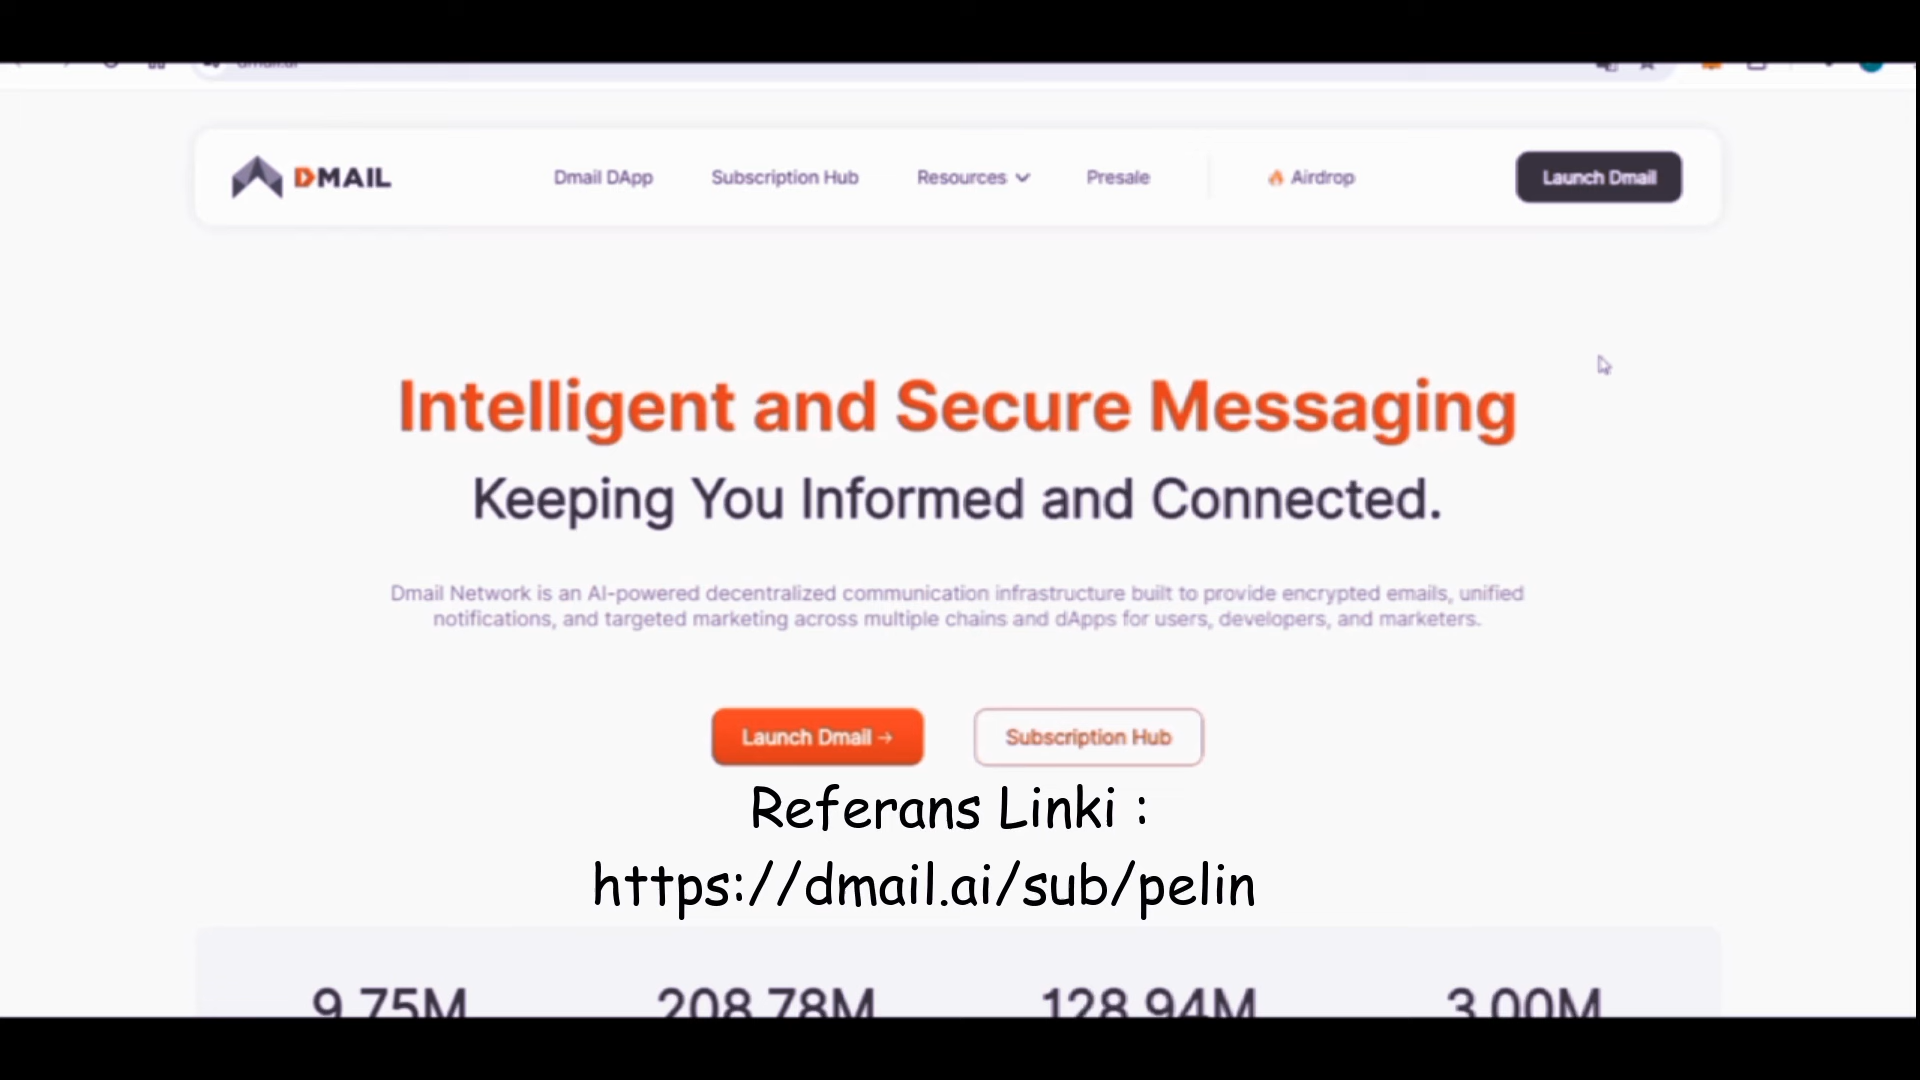 DMAIL
Dmail DApp Subscription Hub Resources Presale Airdrop Launch Dmail
Intelligent and Secure Messaging
Keeping You Informed and Connected.
Dmail Network is an AI-powered decentralized communication infrastructure built to provide encrypted emails, unified
notifications, and targeted marketing across multiple chains and dApps for users, developers, and marketers.
Launch Dmail → Subscription Hub
Referans Linki :
https://dmail.ai/sub/pelin
9.75M 208.78M 128.94M 3.00M